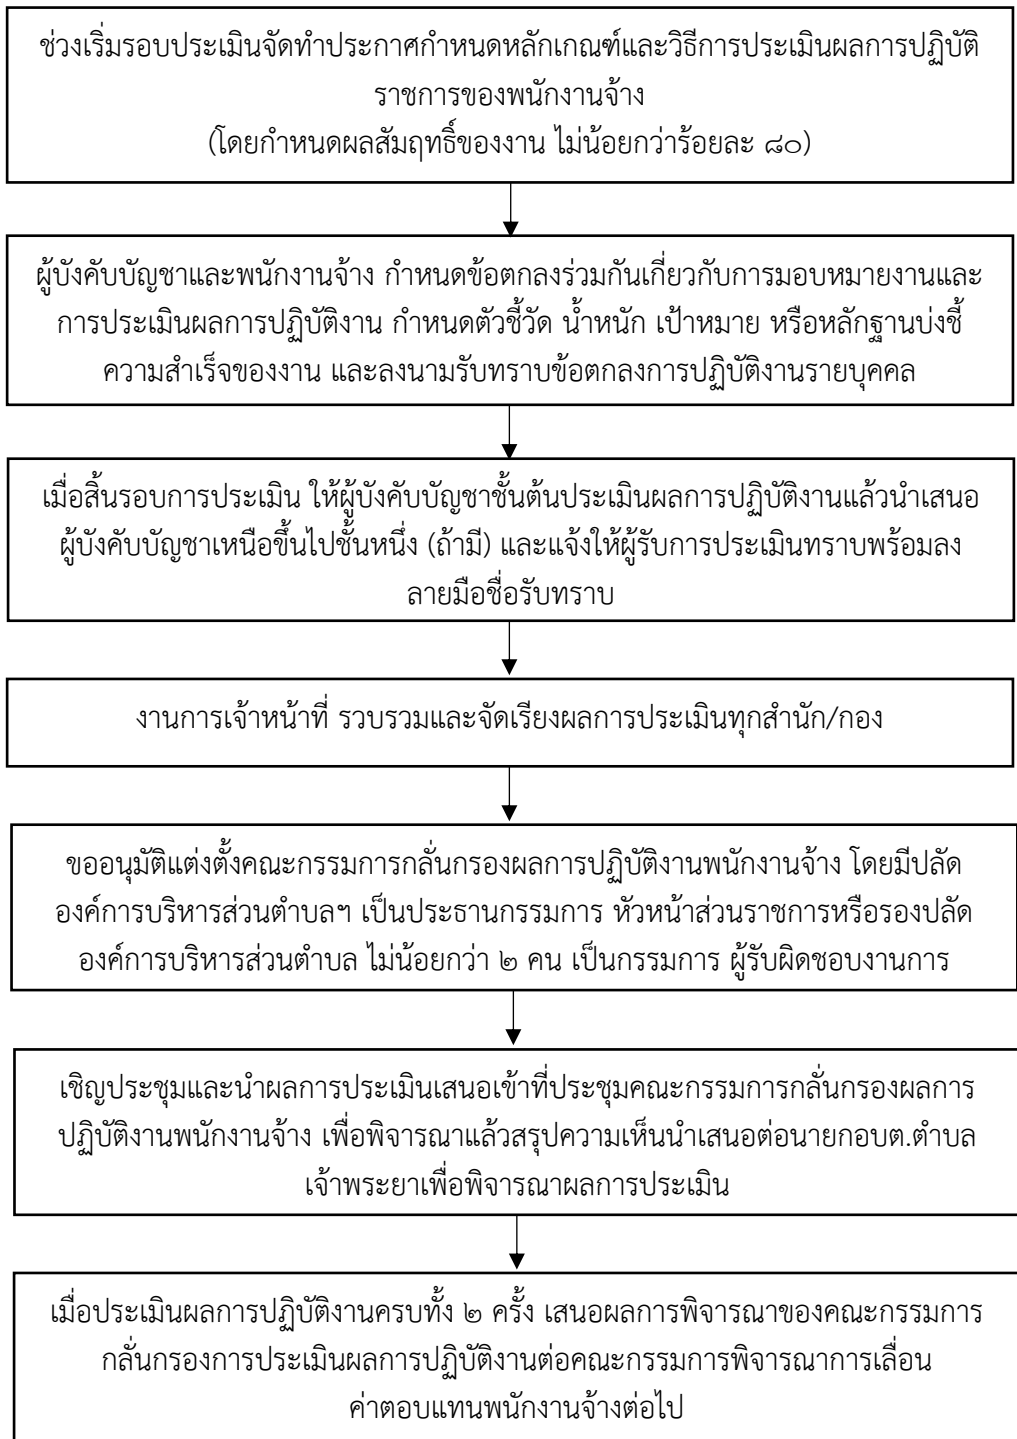 ช่วงเริ่มรอบประเมินจัดทำประกาศกำหนดหลักเกณฑ์และวิธีการประเมินผลการปฏิบัติ
ราชการของพนักงานจ้าง
(โดยกำหนดผลสัมฤทธิ์ของงาน ไม่น้อยกว่าร้อยละ ๘๐)
ผู้บังคับบัญชาและพนักงานจ้าง กำหนดข้อตกลงร่วมกันเกี่ยวกับการมอบหมายงานและ
การประเมินผลการปฏิบัติงาน กำหนดตัวชี้วัด น้ำหนัก เป้าหมาย หรือหลักฐานบ่งชี้
ความสำเร็จของงาน และลงนามรับทราบข้อตกลงการปฏิบัติงานรายบุคคล
เมื่อสิ้นรอบการประเมิน ให้ผู้บังคับบัญชาชั้นต้นประเมินผลการปฏิบัติงานแล้วนำเสนอ
ผู้บังคับบัญชาเหนือขึ้นไปชั้นหนึ่ง (ถ้ามี) และแจ้งให้ผู้รับการประเมินทราบพร้อมลง
ลายมือชื่อรับทราบ
งานการเจ้าหน้าที่ รวบรวมและจัดเรียงผลการประเมินทุกสำนัก/กอง
ขออนุมัติแต่งตั้งคณะกรรมการกลั่นกรองผลการปฏิบัติงานพนักงานจ้าง โดยมีปลัด
องค์การบริหารส่วนตำบลฯ เป็นประธานกรรมการ หัวหน้าส่วนราชการหรือรองปลัด
องค์การบริหารส่วนตำบล ไม่น้อยกว่า ๒ คน เป็นกรรมการ ผู้รับผิดชอบงานการ
เชิญประชุมและนำผลการประเมินเสนอเข้าที่ประชุมคณะกรรมการกลั่นกรองผลการ
ปฏิบัติงานพนักงานจ้าง เพื่อพิจารณาแล้วสรุปความเห็นนำเสนอต่อนายกอบต.ตำบล
เจ้าพระยาเพื่อพิจารณาผลการประเมิน
เมื่อประเมินผลการปฏิบัติงานครบทั้ง ๒ ครั้ง เสนอผลการพิจารณาของคณะกรรมการ
กลั่นกรองการประเมินผลการปฏิบัติงานต่อคณะกรรมการพิจารณาการเลื่อน
ค่าตอบแทนพนักงานจ้างต่อไป